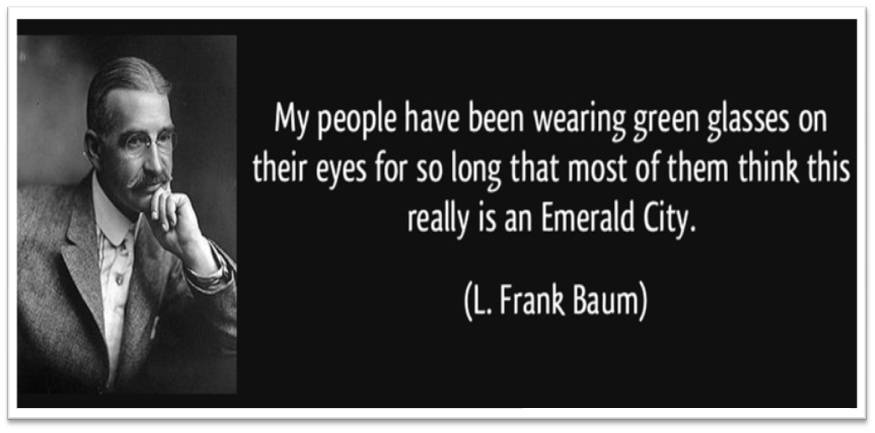 My people have been wearing green glasses on
their eyes for so long that most of them think this
really is an Emerald City.
(L. Frank Baum)